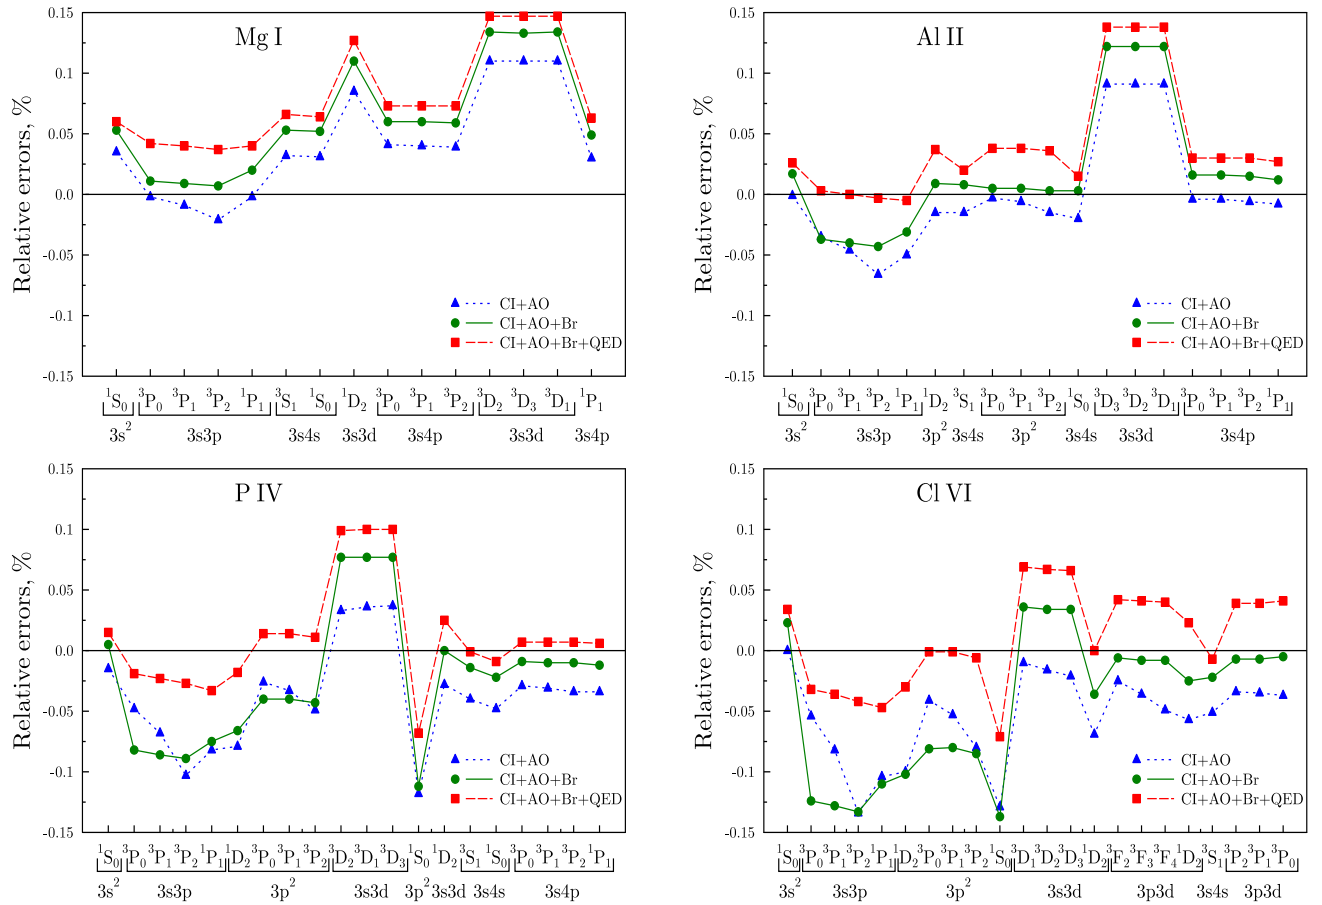 Mg I
Relative errors, %
0.15
0.1
0.05
0.0
-0.05
-0.1
-0.15
CI+AO
CI+AO+Br
CI+AO+Br+QED
¹S₀ ³P₀ ³P₁ ³P₂ ¹P₁ ³S₁ ¹S₀ ¹D₂ ³P₀ ³P₁ ³P₂ ³D₂ ³D₃ ³D₁ ¹P₁
3s² 3s3p 3s4s 3s3d 3s4p 3s3d 3s4p
Al II
Relative errors, %
0.15
0.1
0.05
0.0
-0.05
-0.1
-0.15
CI+AO
CI+AO+Br
CI+AO+Br+QED
¹S₀ ³P₀ ³P₁ ³P₂ ¹P₁ ¹D₂ ³S₁ ³P₀ ³P₁ ³P₂ ¹S₀ ³D₃ ³D₂ ³D₁ ³P₀ ³P₁ ³P₂ ¹P₁
3s² 3s3p 3p² 3s4s 3p² 3s4s 3s3d 3s4p
P IV
Relative errors, %
0.15
0.1
0.05
0.0
-0.05
-0.1
-0.15
CI+AO
CI+AO+Br
CI+AO+Br+QED
¹S₀ ³P₀ ³P₁ ³P₂ ¹P₁ ¹D₂ ³P₀ ³P₁ ³P₂ ³D₂ ³D₁ ³D₃ ¹S₀ ¹D₂ ³S₁ ¹S₀ ³P₀ ³P₁ ³P₂ ¹P₁
3s² 3s3p 3p² 3s3d 3p² 3s3d 3s4s 3s4p
Cl VI
Relative errors, %
0.15
0.1
0.05
0.0
-0.05
-0.1
-0.15
CI+AO
CI+AO+Br
CI+AO+Br+QED
¹S₀ ³P₀ ³P₁ ³P₂ ¹P₁ ¹D₂ ³P₀ ³P₁ ³P₂ ¹S₀ ³D₁ ³D₂ ³D₃ ¹D₂ ³F₂ ³F₃ ³F₄ ¹D₂ ³S₁ ³P₂ ³P₁ ³P₀
3s² 3s3p 3p² 3s3d 3p3d 3s4s 3p3d